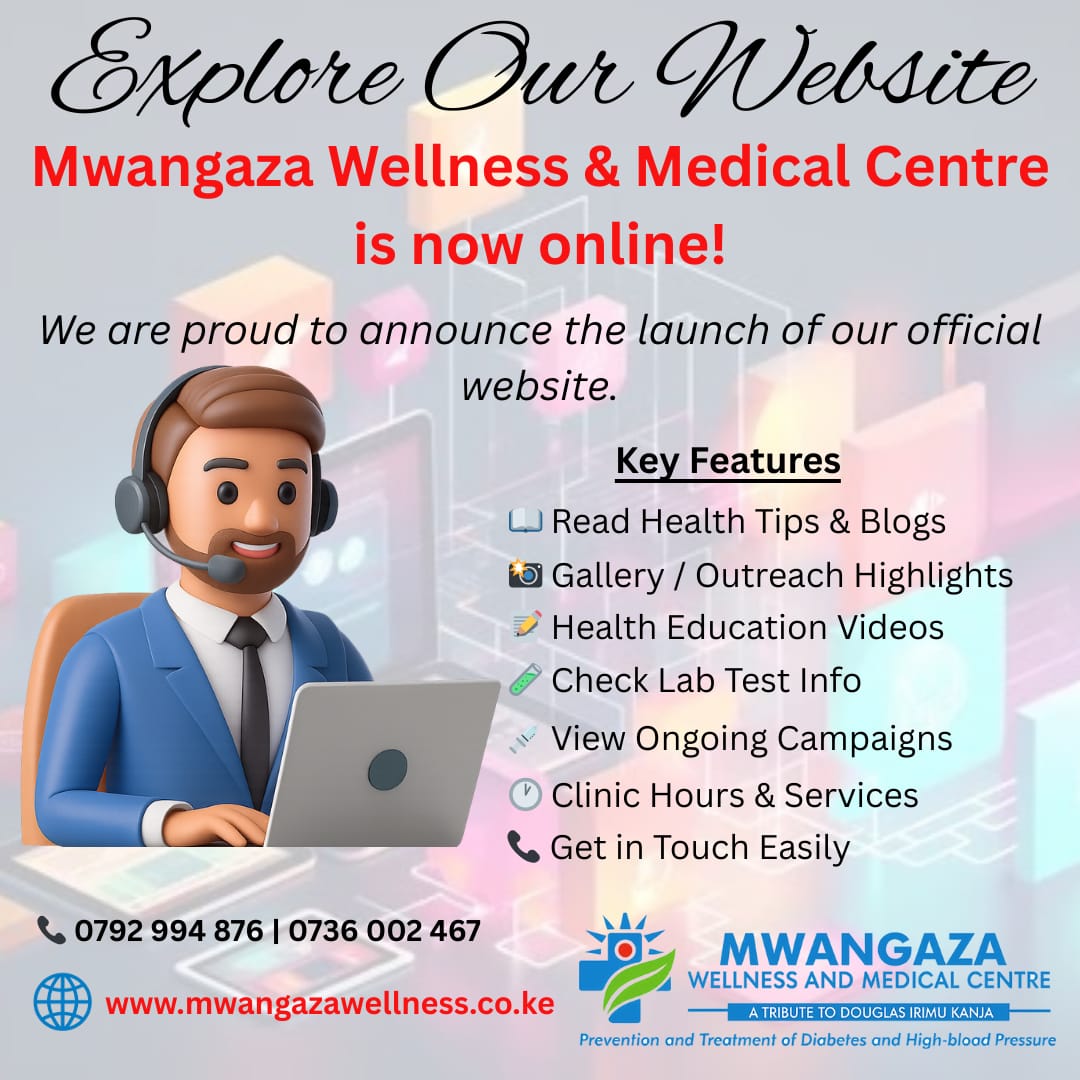 Explore Our Website
Mwangaza Wellness & Medical Centre
is now online!
We are proud to announce the launch of our official
website.
Key Features
Read Health Tips & Blogs
Gallery / Outreach Highlights
Health Education Videos
Check Lab Test Info
View Ongoing Campaigns
Clinic Hours & Services
Get in Touch Easily
0792 994 876 | 0736 002 467
www.mwangazawellness.co.ke
MWANGAZA
WELLNESS AND MEDICAL CENTRE
A TRIBUTE TO DOUGLAS IRIMU KANJA
Prevention and Treatment of Diabetes and High-bload Pressure